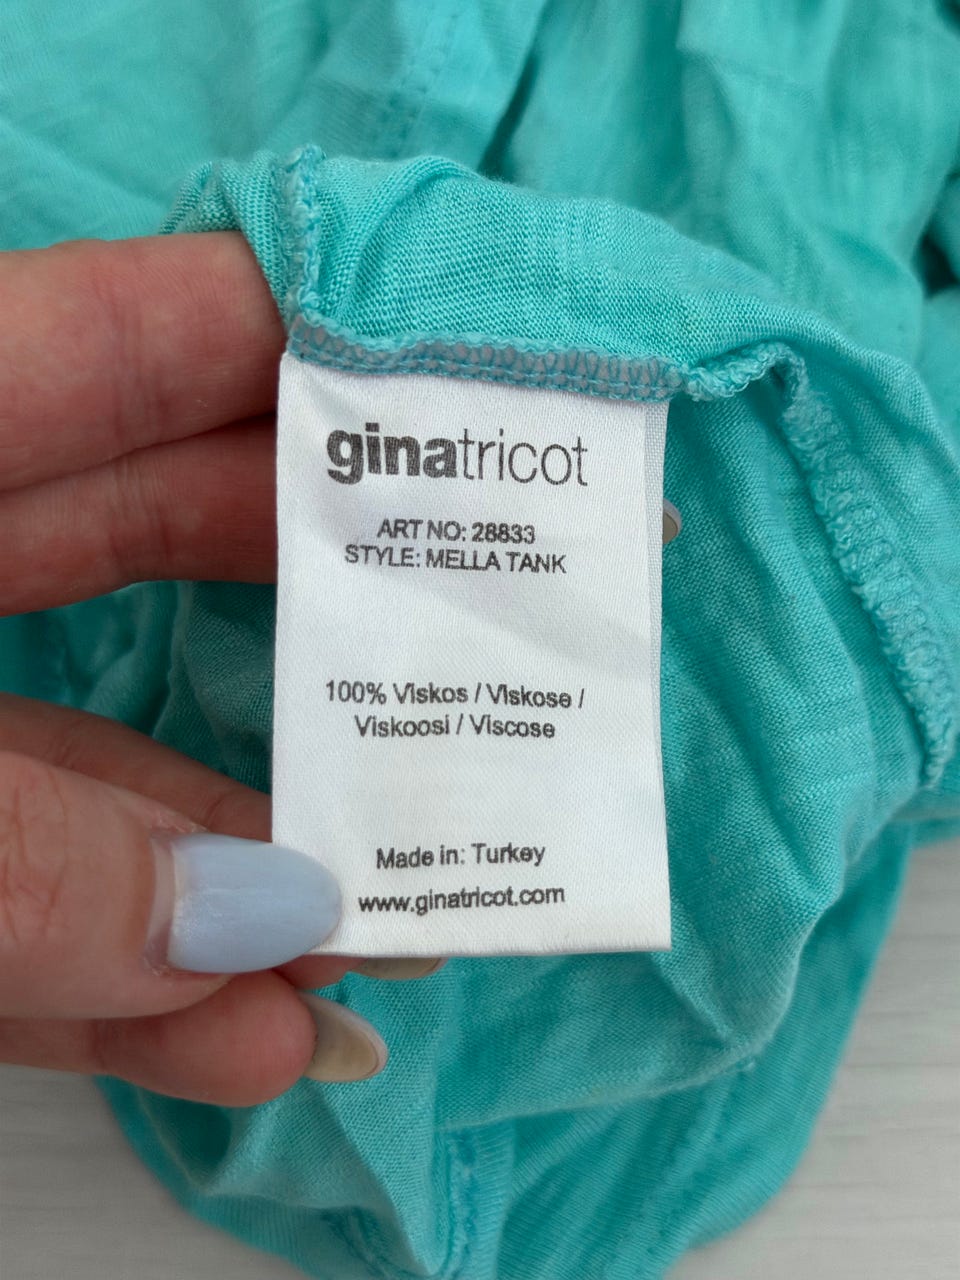 ginatricot
ART NO: 28833
STYLE: MELLA TANK
100% Viskos / Viskose /
Viskoosi / Viscose
Made in: Turkey
www.ginatricot.com